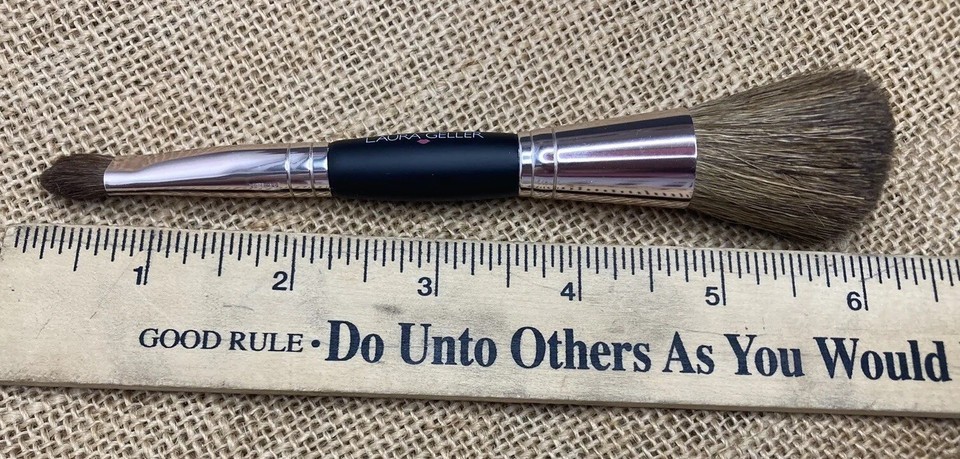 LAURA GELLER
1 2 3 4 5 6
GOOD RULE • Do Unto Others As You Would